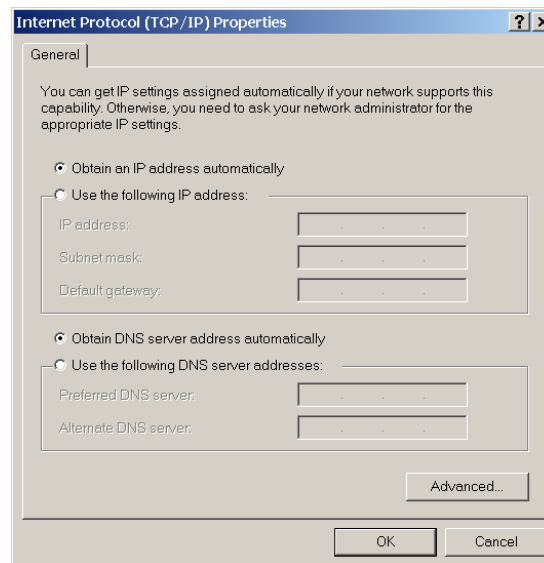 Internet Protocol (TCP/IP) Properties
General
You can get IP settings assigned automatically if your network supports this
capability. Otherwise, you need to ask your network administrator for the
appropriate IP settings.
Obtain an IP address automatically
Use the following IP address:
IP address:
Subnet mask:
Default gateway:
Obtain DNS server address automatically
Use the following DNS server addresses:
Preferred DNS server:
Alternate DNS server:
Advanced...
OK
Cancel